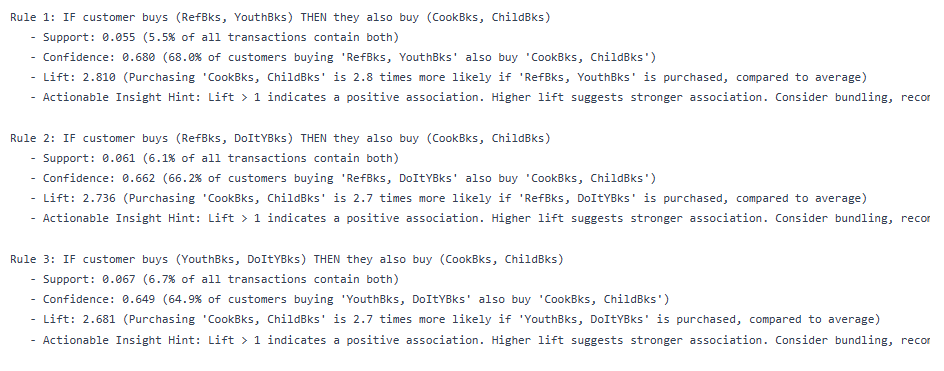 Rule 1: IF customer buys (RefBks, YouthBks) THEN they also buy (CookBks, ChildBks)
- Support: 0.055 (5.5% of all transactions contain both)
- Confidence: 0.680 (68.0% of customers buying 'RefBks, YouthBks' also buy 'CookBks, ChildBks')
- Lift: 2.810 (Purchasing 'CookBks, ChildBks' is 2.8 times more likely if 'RefBks, YouthBks' is purchased, compared to average)
- Actionable Insight Hint: Lift > 1 indicates a positive association. Higher lift suggests stronger association. Consider bundling,
Rule 2: IF customer buys (RefBks, DoItYBks) THEN they also buy (CookBks, ChildBks)
- Support: 0.061 (6.1% of all transactions contain both)
- Confidence: 0.662 (66.2% of customers buying 'RefBks, DoItYBks' also buy 'CookBks, ChildBks')
- Lift: 2.736 (Purchasing 'CookBks, ChildBks' is 2.7 times more likely if 'RefBks, DoItYBks' is purchased, compared to average)
- Actionable Insight Hint: Lift > 1 indicates a positive association. Higher lift suggests stronger association. Consider bundling,
Rule 3: IF customer buys (YouthBks, DoItYBks) THEN they also buy (CookBks, ChildBks)
- Support: 0.067 (6.7% of all transactions contain both)
- Confidence: 0.649 (64.9% of customers buying 'YouthBks, DoItYBks' also buy 'CookBks, ChildBks')
- Lift: 2.681 (Purchasing 'CookBks, ChildBks' is 2.7 times more likely if 'YouthBks, DoItYBks' is purchased, compared to average)
- Actionable Insight Hint: Lift > 1 indicates a positive association. Higher lift suggests stronger association. Consider bundling,